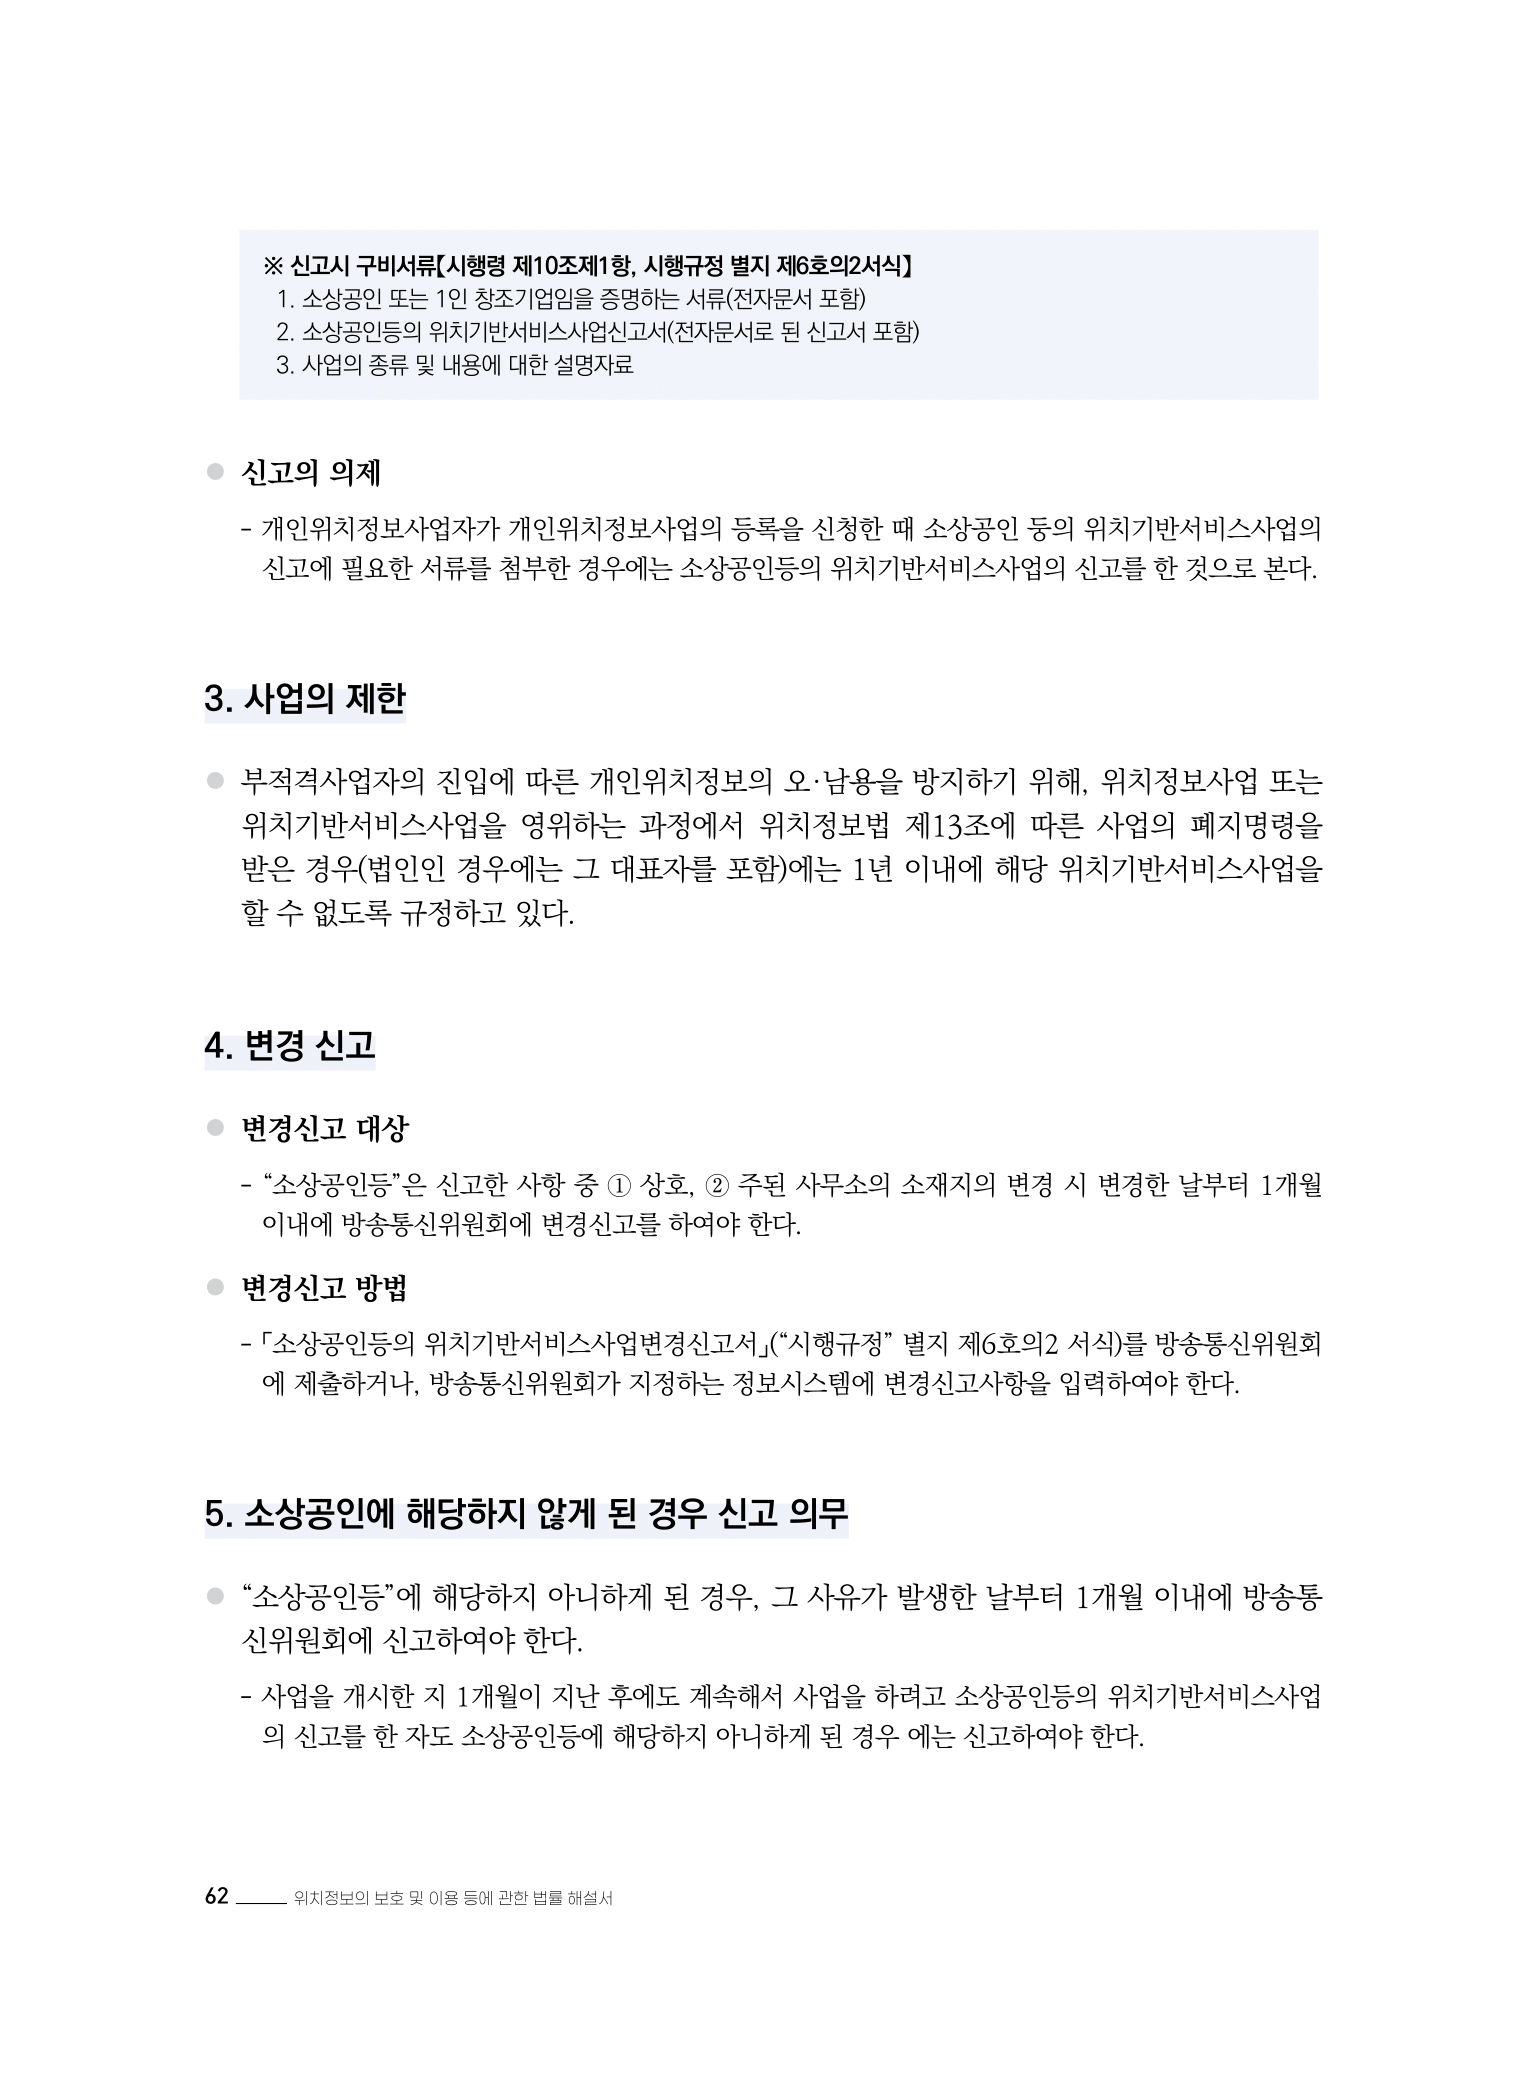 ※ 신고시 구비서류【시행령 제10조제1항, 시행규정 별지 제6호의2서식】
1. 소상공인 또는 1인 창조기업임을 증명하는 서류(전자문서 포함)
2. 소상공인등의 위치기반서비스사업신고서(전자문서로 된 신고서 포함)
3. 사업의 종류 및 내용에 대한 설명자료
● 신고의 의제
- 개인위치정보사업자가 개인위치정보사업의 등록을 신청한 때 소상공인 둥의 위치기반서비스사업의
신고에 필요한 서류를 첨부한 경우에는 소상공인등의 위치기반서비스사업의 신고를 한 것으로 본다.
3. 사업의 제한
● 부적격사업자의 진입에 따른 개인위치정보의 오·남용을 방지하기 위해, 위치정보사업 또는
위치기반서비스사업을 영위하는 과정에서 위치정보법 제13조에 따른 사업의 폐지명령을
받은 경우(법인인 경우에는 그 대표자를 포함)에는 1년 이내에 해당 위치기반서비스사업을
할 수 없도록 규정하고 있다.
4. 변경 신고
● 변경신고 대상
- “소상공인등”은 신고한 사항 중 ① 상호, ② 주된 사무소의 소재지의 변경 시 변경한 날부터 1개월
이내에 방송통신위원회에 변경신고를 하여야 한다.
● 변경신고 방법
- 「소상공인등의 위치기반서비스사업변경신고서」(“시행규정” 별지 제6호의2 서식)를 방송통신위원회
에 제출하거나, 방송통신위원회가 지정하는 정보시스템에 변경신고사항을 입력하여야 한다.
5. 소상공인에 해당하지 않게 된 경우 신고 의무
● “소상공인등”에 해당하지 아니하게 된 경우, 그 사유가 발생한 날부터 1개월 이내에 방송통
신위원회에 신고하여야 한다.
- 사업을 개시한 지 1개월이 지난 후에도 계속해서 사업을 하려고 소상공인등의 위치기반서비스사업
의 신고를 한 자도 소상공인등에 해당하지 아니하게 된 경우 에는 신고하여야 한다.
62 위치정보의 보호 및 이용 등에 관한 법률 해설서